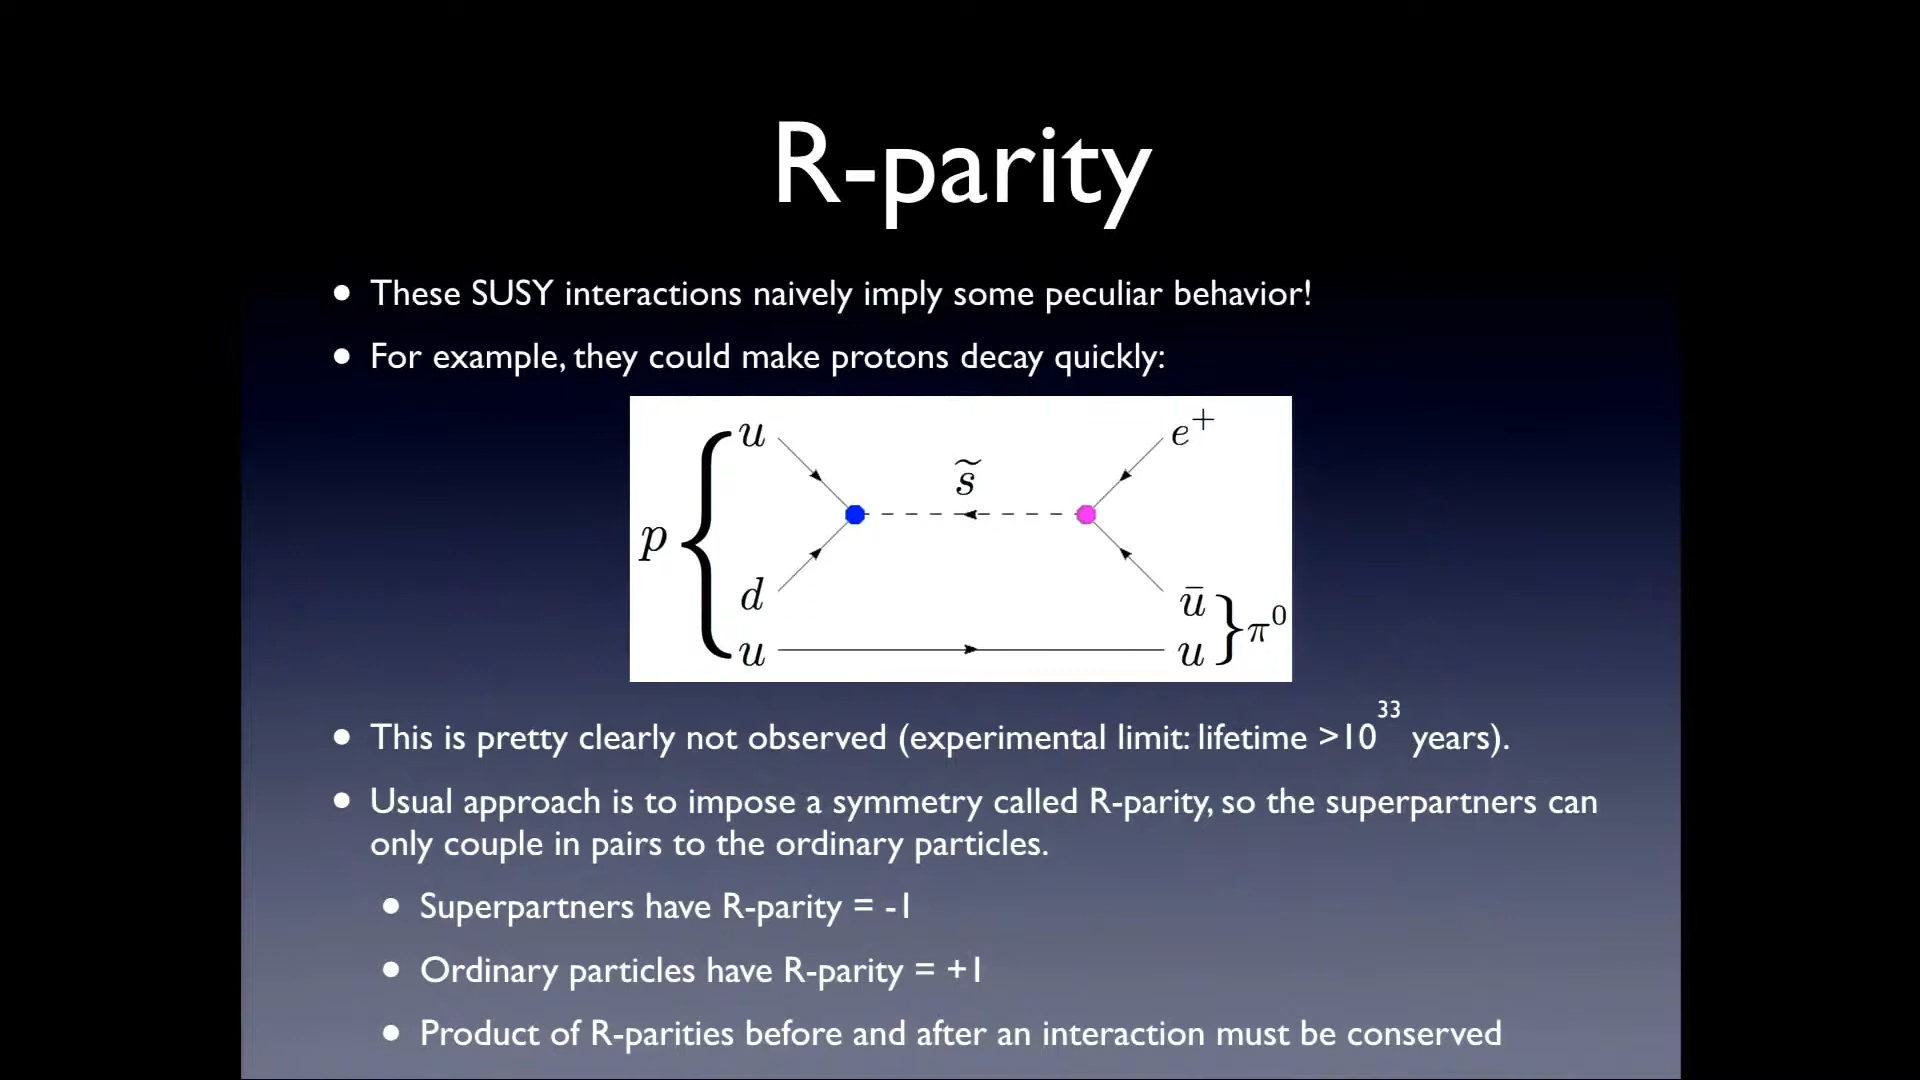 R-parity
• These SUSY interactions naively imply some peculiar behavior!
• For example, they could make protons decay quickly:
u
e⁺
s̃
p
d
ū
π⁰
u
u
• This is pretty clearly not observed (experimental limit: lifetime >10³³ years).
• Usual approach is to impose a symmetry called R-parity, so the superpartners can
only couple in pairs to the ordinary particles.
• Superpartners have R-parity = -1
• Ordinary particles have R-parity = +1
• Product of R-parities before and after an interaction must be conserved